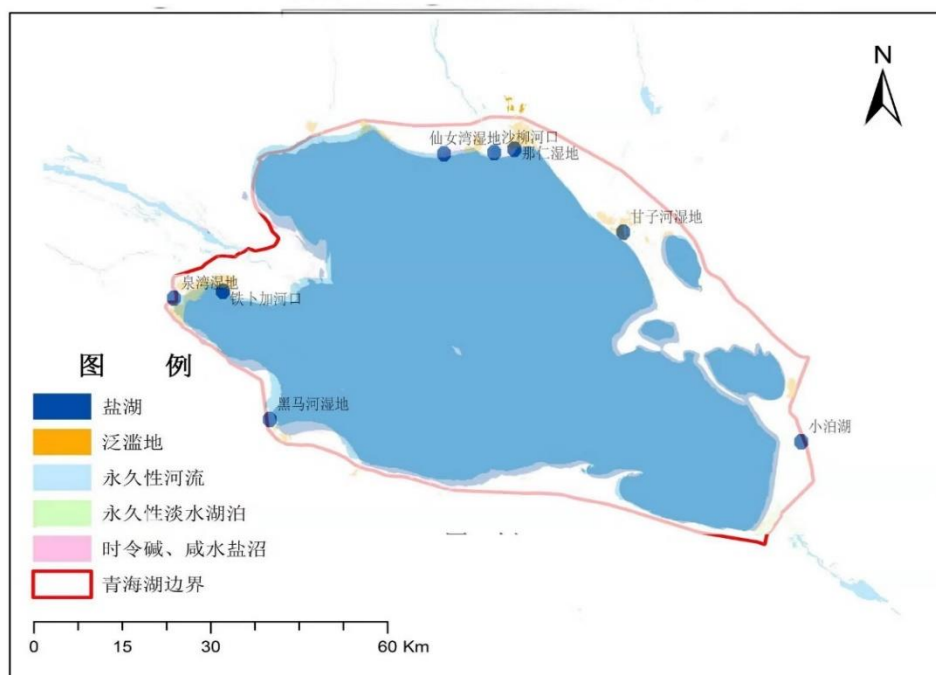 N
仙女湾湿地
沙柳河口
那仁湿地
甘子河湿地
泉湾湿地
铁卜加河口
黑马河湿地
小泊湖
图 例
盐湖
泛滥地
永久性河流
永久性淡水湖泊
时令碱、咸水盐沼
青海湖边界
0 15 30 60 Km